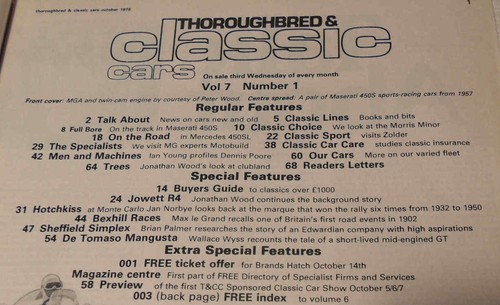 thoroughbred & classic cars october 1979
1
THOROUGHBRED &
classic
cars
On sale third Wednesday of every month
Vol 7 Number 1
Front cover: MGA and twin-cam engine by courtesy of Peter Wood. Centre spread: A pair of Maserati 450S sports-racing cars from 1957
Regular Features
2 Talk About News on cars new and old 5 Classic Lines Books and bits
8 Full Bore On the track in Maserati 450S 10 Classic Choice We look at the Morris Minor
18 On the Road in Mercedes 450SL 22 Classic Sport visits Zolder
29 The Specialists We visit MG experts Motobuild 38 Classic Car Care studies classic insurance
42 Men and Machines Ian Young profiles Dennis Poore 60 Our Cars More on our varied fleet
64 Trees Jonathan Wood's look at clubland 68 Readers Letters
Special Features
14 Buyers Guide to classics over £1000
24 Jowett R4 Jonathan Wood continues the background story
31 Hotchkiss at Monte Carlo Jan Norbye looks back at the marque that won the rally six times from 1932 to 1950
44 Bexhill Races Max le Grand recalls one of Britain's first road events in 1902
47 Sheffield Simplex Brian Palmer researches the story of an Edwardian company with high aspirations
54 De Tomaso Mangusta Wallace Wyss recounts the tale of a short-lived mid-engined GT
Extra Special Features
001 FREE ticket offer for Brands Hatch October 14th
Magazine centre First part of FREE Directory of Specialist Firms and Services
58 Preview of the first T&CC Sponsored Classic Car Show October 5/6/7
003 (back page) FREE index to volume 6